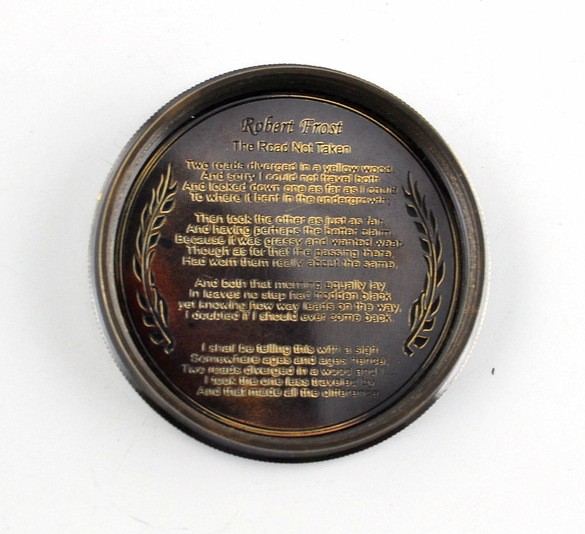 Robert Frost
The Road Not Taken
Two roads diverged in a yellow wood
And sorry I could not travel both
And looked down one as far as I could
To where it bent in the undergrowth;
Then took the other as just as fair
And having perhaps the better claim
Because it was grassy and wanted wear
Though as for that the passing there,
Had worn them really about the same,
And both that morning equally lay
In leaves no step had trodden black
yet knowing how way leads on the way,
I doubted if I should ever come back.
I shall be telling this with a sigh
Somewhere ages and ages hence,
Two roads diverged in a wood and I...
I took the one less traveled by
And that made all the difference